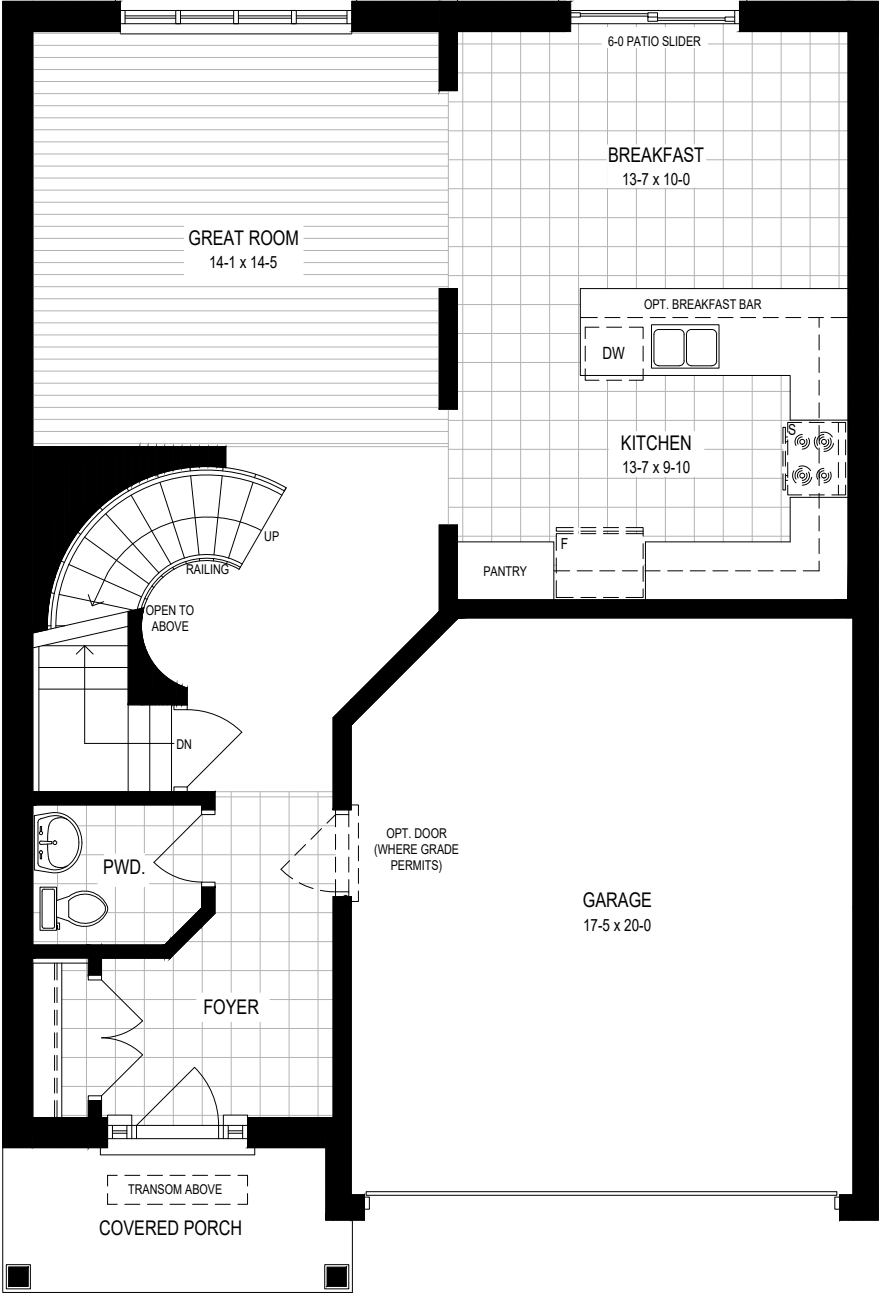 6-0 PATIO SLIDER
BREAKFAST
13-7 x 10-0
GREAT ROOM
14-1 x 14-5
OPT. BREAKFAST BAR
DW
KITCHEN
13-7 x 9-10
S
UP
F
PANTRY
RAILING
OPEN TO
ABOVE
DN
OPT. DOOR
(WHERE GRADE
PERMITS)
PWD.
GARAGE
17-5 x 20-0
FOYER
TRANSOM ABOVE
COVERED PORCH